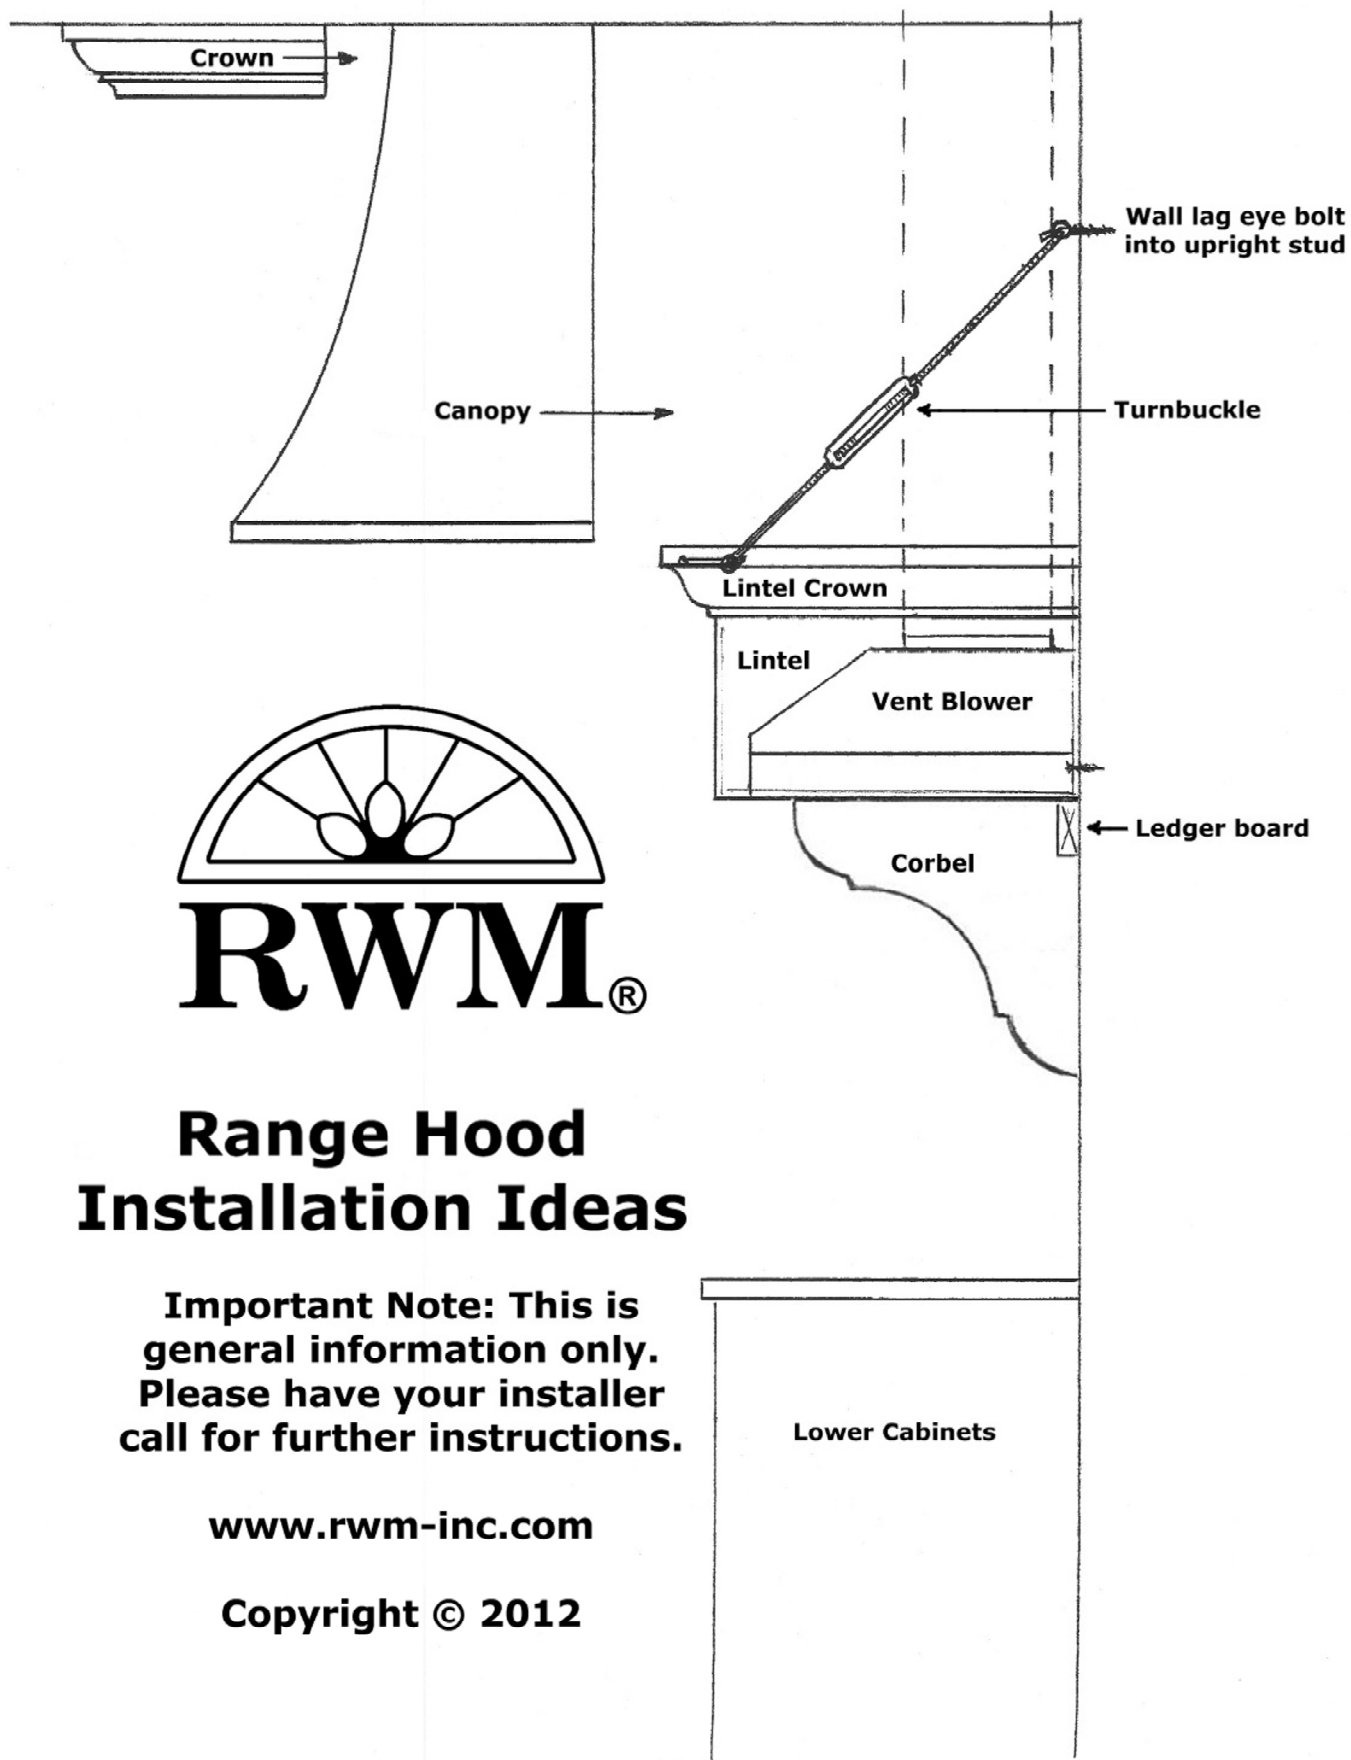 Crown
Wall lag eye bolt
into upright stud
Canopy
Turnbuckle
Lintel Crown
Lintel
Vent Blower
Ledger board
Corbel
RWM®
Range Hood
Installation Ideas
Important Note: This is
general information only.
Please have your installer
call for further instructions.
Lower Cabinets
www.rwm-inc.com
Copyright © 2012